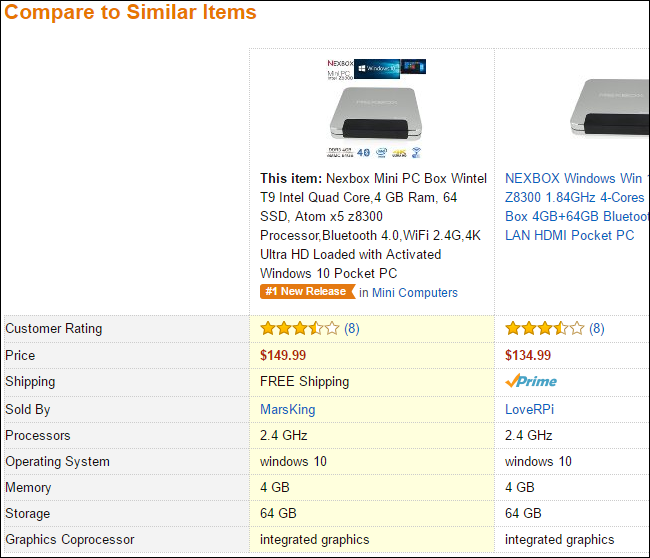 Compare to Similar Items
NEXBOX
Mini PC
Windows 10
DDR3 4GB
4.0
This item: Nexbox Mini PC Box Wintel
T9 Intel Quad Core,4 GB Ram, 64
SSD, Atom x5 z8300
Processor,Bluetooth 4.0,WiFi 2.4G,4K
Ultra HD Loaded with Activated
Windows 10 Pocket PC
#1 New Release in Mini Computers
NEXBOX Windows Win 1
Z8300 1.84GHz 4-Cores
Box 4GB+64GB Bluetoot
LAN HDMI Pocket PC
Customer Rating (8) (8)
Price $149.99 $134.99
Shipping FREE Shipping Prime
Sold By MarsKing LoveRPi
Processors 2.4 GHz 2.4 GHz
Operating System windows 10 windows 10
Memory 4 GB 4 GB
Storage 64 GB 64 GB
Graphics Coprocessor integrated graphics integrated graphics